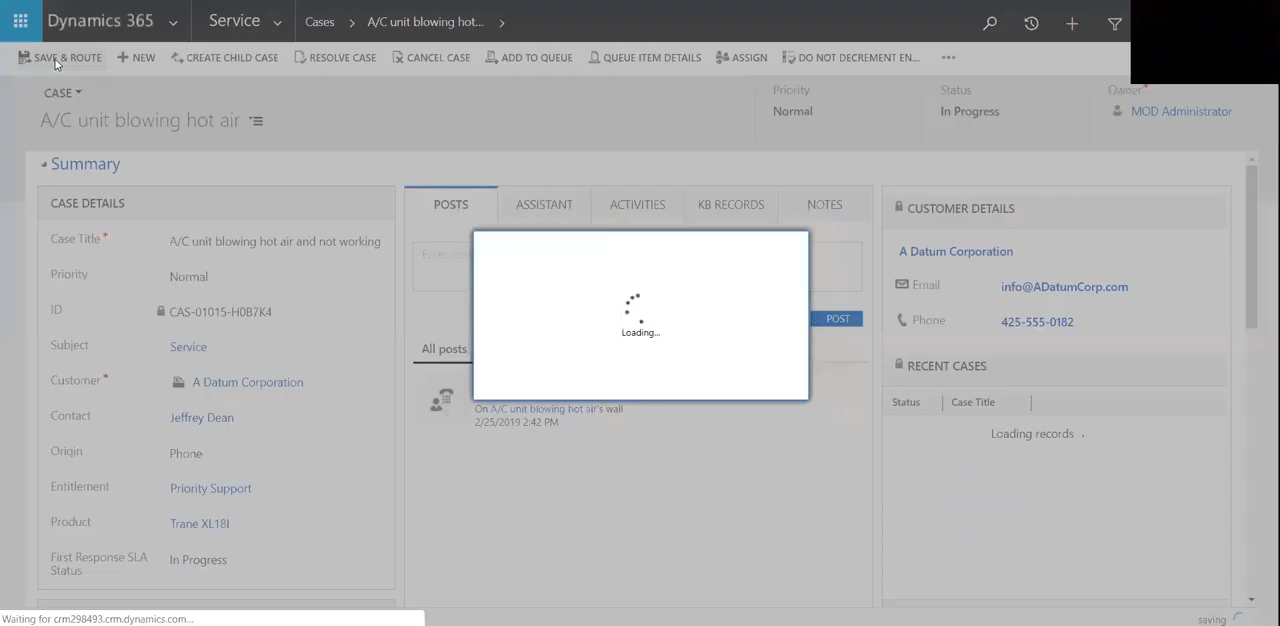 Dynamics 365
Service
Cases
A/C unit blowing hot...
SAVE & ROUTE
NEW
CREATE CHILD CASE
RESOLVE CASE
CANCEL CASE
ADD TO QUEUE
QUEUE ITEM DETAILS
ASSIGN
DO NOT DECREMENT EN...
CASE
A/C unit blowing hot air
Priority
Normal
Status
In Progress
Owner*
MOD Administrator
Summary
CASE DETAILS
Case Title* A/C unit blowing hot air and not working
Priority Normal
ID CAS-01015-H0B7K4
Subject Service
Customer* A Datum Corporation
Contact Jeffrey Dean
Origin Phone
Entitlement Priority Support
Product Trane XL18I
First Response SLA In Progress
Status
POSTS
ASSISTANT
ACTIVITIES
KB RECORDS
NOTES
POST
All posts
Loading...
On A/C unit blowing hot air's wall
2/25/2019 2:42 PM
CUSTOMER DETAILS
A Datum Corporation
Email info@ADatumCorp.com
Phone 425-555-0182
RECENT CASES
Status Case Title
Loading records .
Waiting for crm298493.crm.dynamics.com...
saving